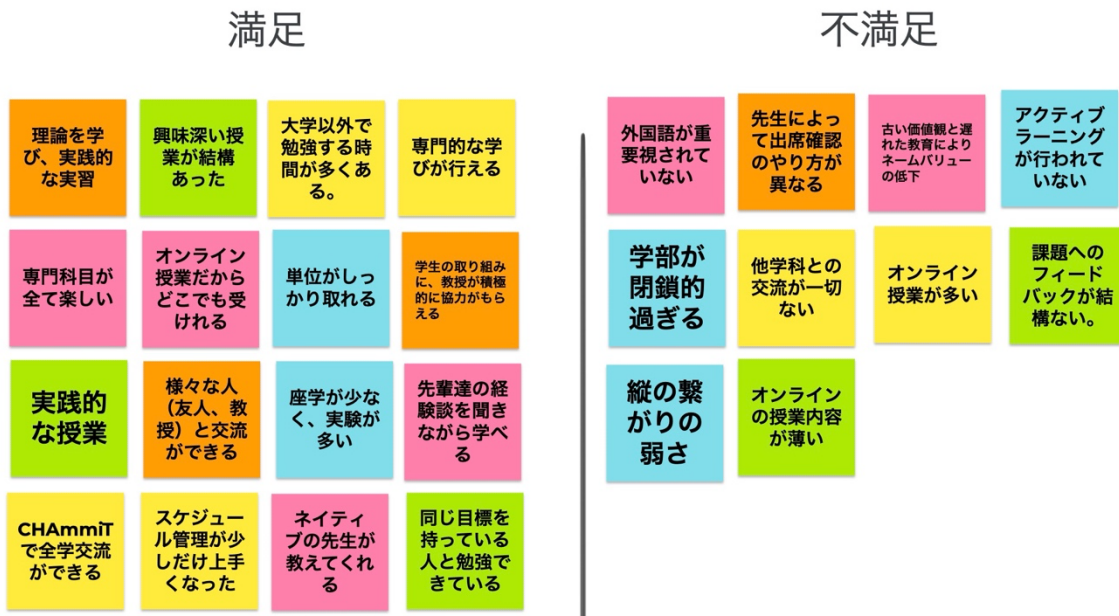 満足
理論を学
び、実践的
な実習
興味深い授
業が結構
あった
大学以外で
勉強する時
間が多くあ
る。
専門的な学
びが行える
専門科目が
全て楽しい
オンライン
授業だから
どこでも受
けれる
単位がしっ
かり取れる
学生の取り組み
に、教授が積極
的に協力がもら
える
実践的
な授業
様々な人
（友人、教
授）と交流
ができる
座学が少な
く、実験が
多い
先輩達の経
験談を聞き
ながら学べ
る
CHAmmiT
で全学交流
ができる
スケジュー
ル管理が少
しだけ上手
くなった
ネイティ
ブの先生が
教えてくれ
る
同じ目標を
持っている
人と勉強で
きている
不満足
外国語が重
要視されて
いない
先生によっ
て出席確認
のやり方が
異なる
古い価値観と遅
れた教育により
ネームバリュー
の低下
アクティブ
ラーニング
が行われて
いない
学部が
閉鎖的
過ぎる
他学科との
交流が一切
ない
オンライン
授業が多い
課題への
フィード
バックが結
構ない。
縦の繋
がりの
弱さ
オンライン
の授業内容
が薄い